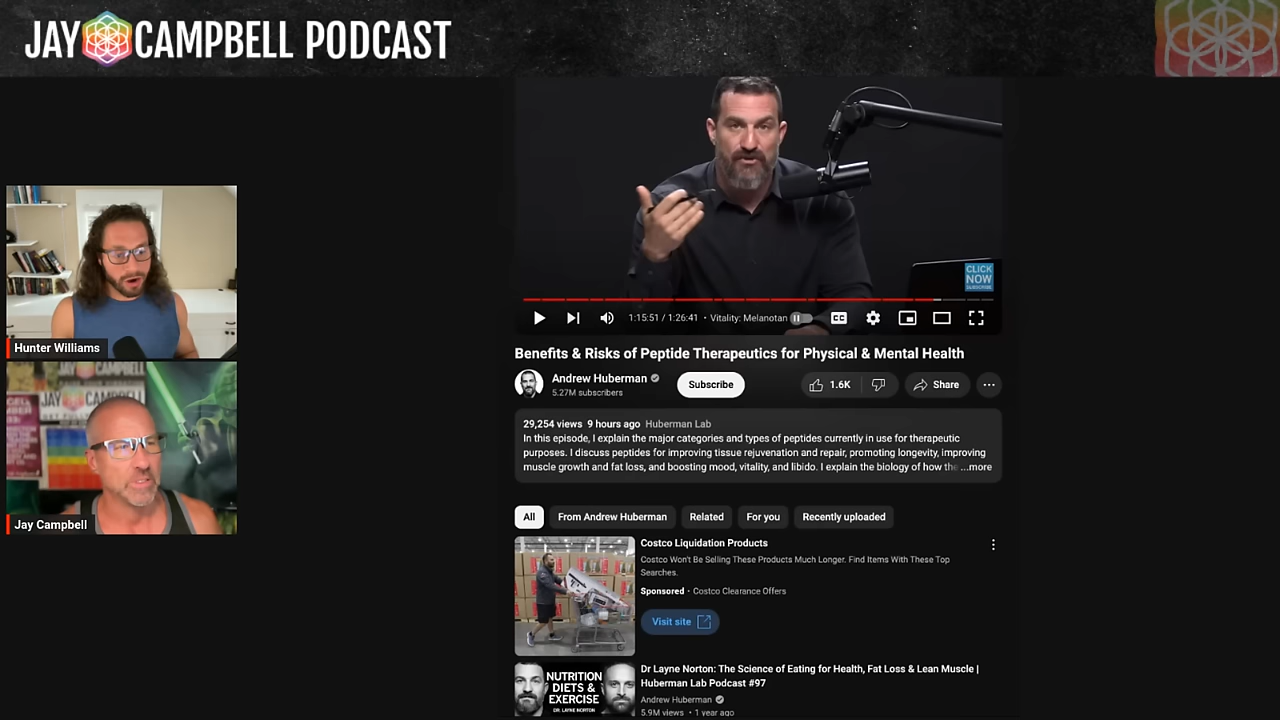 JAY CAMPBELL PODCAST
Hunter Williams
Jay Campbell
CLICK
NOW
SUBSCRIBE
1:15:51 / 1:26:41 • Vitality: Melanotan
CC
Benefits & Risks of Peptide Therapeutics for Physical & Mental Health
Andrew Huberman
5.27M subscribers
Subscribe
1.6K
Share
29,254 views 9 hours ago Huberman Lab
In this episode, I explain the major categories and types of peptides currently in use for therapeutic
purposes. I discuss peptides for improving tissue rejuvenation and repair, promoting longevity, improving
muscle growth and fat loss, and boosting mood, vitality, and libido. I explain the biology of how the ...more
All
From Andrew Huberman
Related
For you
Recently uploaded
Costco Liquidation Products
Costco Won't Be Selling These Products Much Longer. Find Items With These Top
Searches.
Sponsored · Costco Clearance Offers
Visit site
NUTRITION
DIETS &
EXERCISE
DR. LAYNE NORTON
Dr Layne Norton: The Science of Eating for Health, Fat Loss & Lean Muscle |
Huberman Lab Podcast #97
Andrew Huberman
5.9M views • 1 year ago